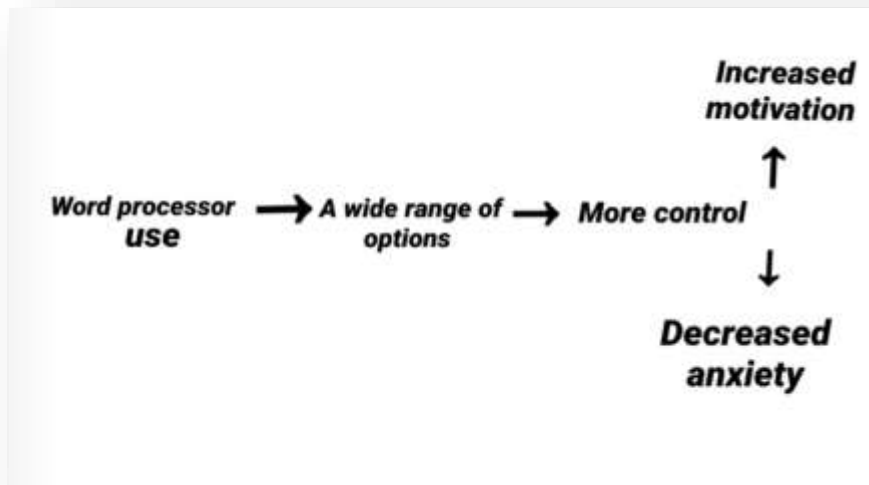 Increased
motivation
↑
Word processor → A wide range of → More control
use options
↓
Decreased
anxiety